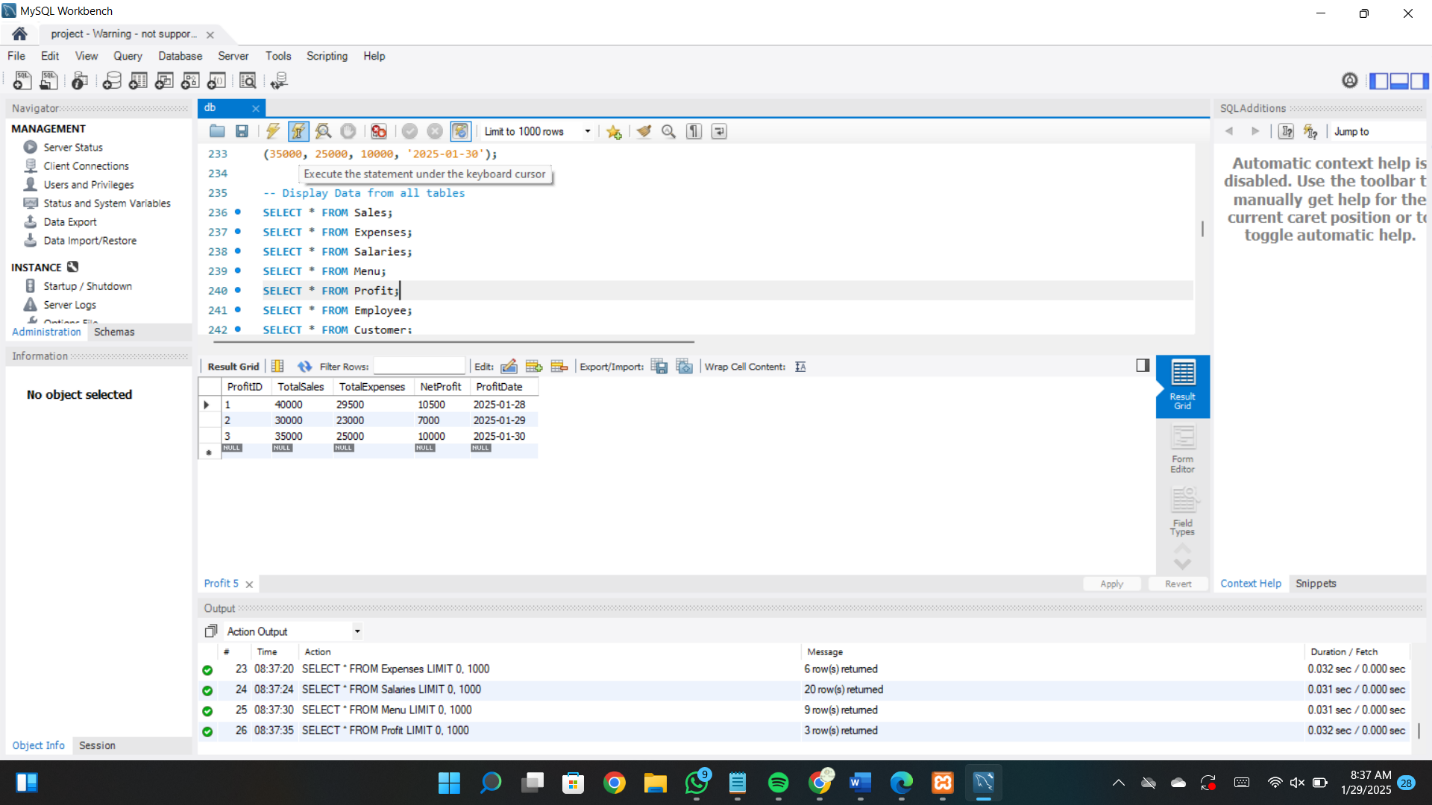 MySQL Workbench
project - Warning - not suppor...
File Edit View Query Database Server Tools Scripting Help
Navigator
MANAGEMENT
Server Status
Client Connections
Users and Privileges
Status and System Variables
Data Export
Data Import/Restore
INSTANCE
Startup / Shutdown
Server Logs
Administration Schemas
Information
No object selected
Object Info Session
db
Limit to 1000 rows
233 (35000, 25000, 10000, '2025-01-30');
234
Execute the statement under the keyboard cursor
235 -- Display Data from all tables
236 SELECT * FROM Sales;
237 SELECT * FROM Expenses;
238 SELECT * FROM Salaries;
239 SELECT * FROM Menu;
240 SELECT * FROM Profit;
241 SELECT * FROM Employee;
242 SELECT * FROM Customer;
Result Grid Filter Rows: Edit: Export/Import: Wrap Cell Content:
ProfitID TotalSales TotalExpenses NetProfit ProfitDate
1 40000 29500 10500 2025-01-28
2 30000 23000 7000 2025-01-29
3 35000 25000 10000 2025-01-30
NULL NULL NULL NULL NULL
Result
Grid
Form
Editor
Field
Types
Profit 5
Apply Revert
SQLAdditions
Jump to
Automatic context help is
disabled. Use the toolbar t
manually get help for the
current caret position or to
toggle automatic help.
Context Help Snippets
Output
Action Output
# Time Action Message Duration / Fetch
23 08:37:20 SELECT * FROM Expenses LIMIT 0, 1000 6 row(s) returned 0.032 sec / 0.000 sec
24 08:37:24 SELECT * FROM Salaries LIMIT 0, 1000 20 row(s) returned 0.031 sec / 0.000 sec
25 08:37:30 SELECT * FROM Menu LIMIT 0, 1000 9 row(s) returned 0.031 sec / 0.000 sec
26 08:37:35 SELECT * FROM Profit LIMIT 0, 1000 3 row(s) returned 0.032 sec / 0.000 sec
9
8:37 AM
1/29/2025
28